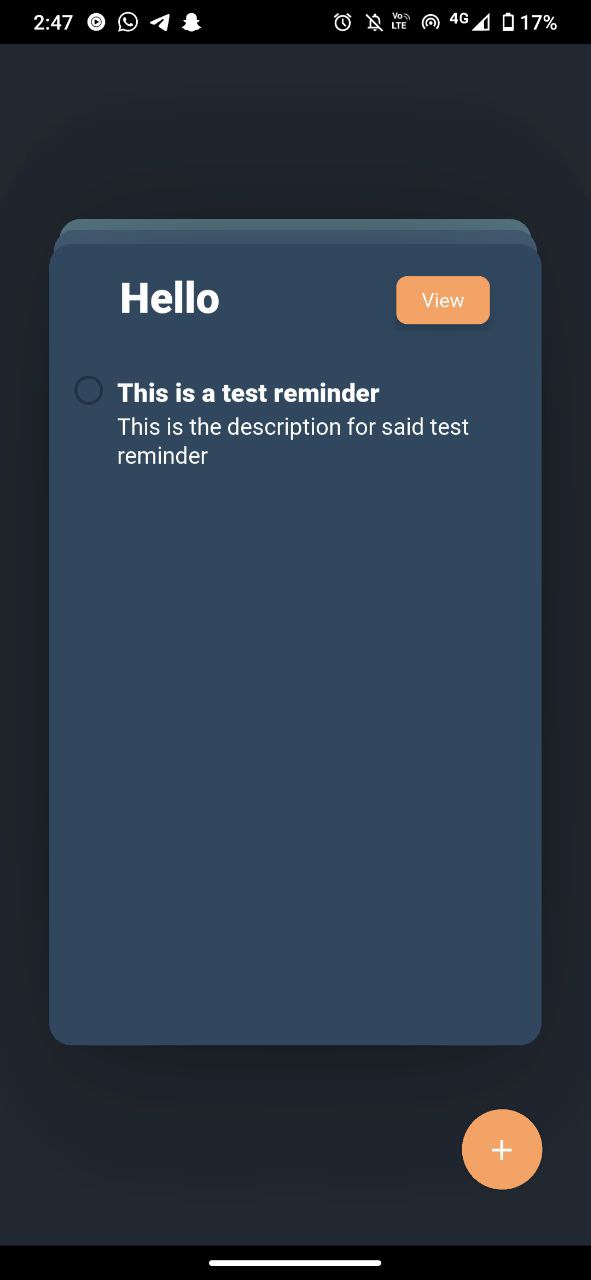 2:47 Vo LTE 4G 17%
Hello View
This is a test reminder
This is the description for said test
reminder
+